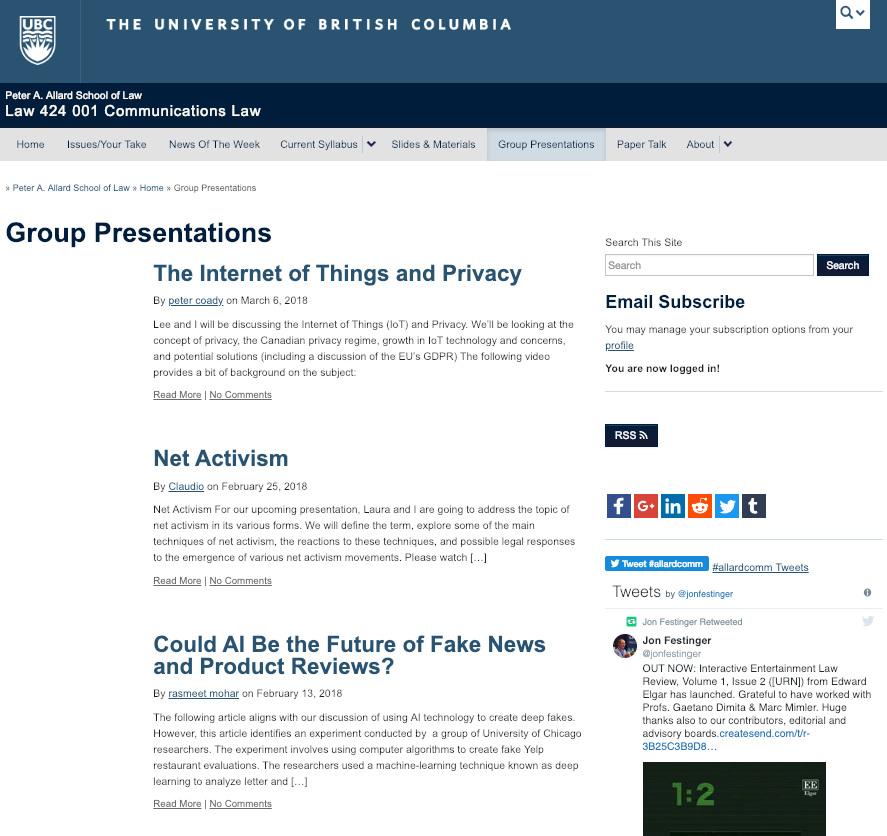 UBC
THE UNIVERSITY OF BRITISH COLUMBIA
Peter A. Allard School of Law
Law 424 001 Communications Law
Home Issues/Your Take News Of The Week Current Syllabus Slides & Materials Group Presentations Paper Talk About
» Peter A. Allard School of Law » Home » Group Presentations
Group Presentations
The Internet of Things and Privacy
By peter coady on March 6, 2018
Lee and I will be discussing the Internet of Things (IoT) and Privacy. We'll be looking at the
concept of privacy, the Canadian privacy regime, growth in IoT technology and concerns,
and potential solutions (including a discussion of the EU's GDPR) The following video
provides a bit of background on the subject:
Read More | No Comments
Net Activism
By Claudio on February 25, 2018
Net Activism For our upcoming presentation, Laura and I are going to address the topic of
net activism in its various forms. We will define the term, explore some of the main
techniques of net activism, the reactions to these techniques, and possible legal responses
to the emergence of various net activism movements. Please watch […]
Read More | No Comments
Could AI Be the Future of Fake News
and Product Reviews?
By rasmeet mohar on February 13, 2018
The following article aligns with our discussion of using AI technology to create deep fakes.
However, this article identifies an experiment conducted by  a group of University of Chicago
researchers. The experiment involves using computer algorithms to create fake Yelp
restaurant evaluations. The researchers used a machine-learning technique known as deep
learning to analyze letter and […]
Read More | No Comments
Search This Site
Search Search
Email Subscribe
You may manage your subscription options from your
profile
You are now logged in!
RSS
f G+ in t
Tweet #allardcomm #allardcomm Tweets
Tweets by @jonfestinger
Jon Festinger Retweeted
Jon Festinger
@jonfestinger
OUT NOW: Interactive Entertainment Law
Review, Volume 1, Issue 2 ([URN]) from Edward
Elgar has launched. Grateful to have worked with
Profs. Gaetano Dimita & Marc Mimler. Huge
thanks also to our contributors, editorial and
advisory boards.createsend.com/t/r-
3B25C3B9D8…
1:2
EE
Elgar